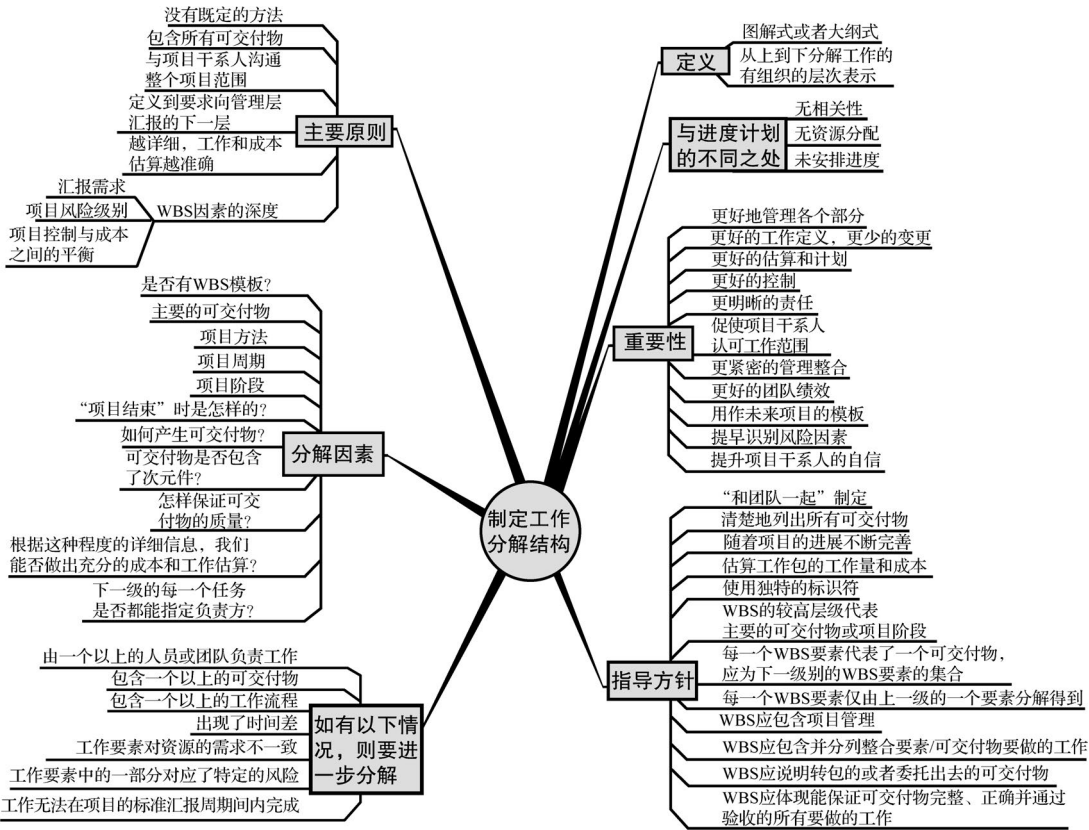 没有既定的方法
包含所有可交付物
与项目干系人沟通
整个项目范围
定义到要求向管理层
汇报的下一层
越详细，工作和成本
估算越准确
汇报需求
项目风险级别
项目控制与成本
之间的平衡
WBS因素的深度
主要原则
是否有WBS模板？
主要的可交付物
项目方法
项目周期
项目阶段
“项目结束”时是怎样的？
如何产生可交付物？
可交付物是否包含
了次元件？
怎样保证可交
付物的质量？
根据这种程度的详细信息，我们
能否做出充分的成本和工作估算？
下一级的每一个任务
是否都能指定负责方？
分解因素
由一个以上的人员或团队负责工作
包含一个以上的可交付物
包含一个以上的工作流程
出现了时间差
工作要素对资源的需求不一致
工作要素中的一部分对应了特定的风险
工作无法在项目的标准汇报周期间内完成
如有以下情
况，则要进
一步分解
制定工作
分解结构
定义
图解式或者大纲式
从上到下分解工作的
有组织的层次表示
与进度计划
的不同之处
无相关性
无资源分配
未安排进度
重要性
更好地管理各个部分
更好的工作定义，更少的变更
更好的估算和计划
更好的控制
更明晰的责任
促使项目干系人
认可工作范围
更紧密的管理整合
更好的团队绩效
用作未来项目的模板
提早识别风险因素
提升项目干系人的自信
指导方针
“和团队一起”制定
清楚地列出所有可交付物
随着项目的进展不断完善
估算工作包的工作量和成本
使用独特的标识符
WBS的较高层级代表
主要的可交付物或项目阶段
每一个WBS要素代表了一个可交付物，
应为下一级别的WBS要素的集合
每一个WBS要素仅由上一级的一个要素分解得到
WBS应包含项目管理
WBS应包含并分列整合要素/可交付物要做的工作
WBS应说明转包的或者委托出去的可交付物
WBS应体现能保证可交付物完整、正确并通过
验收的所有要做的工作